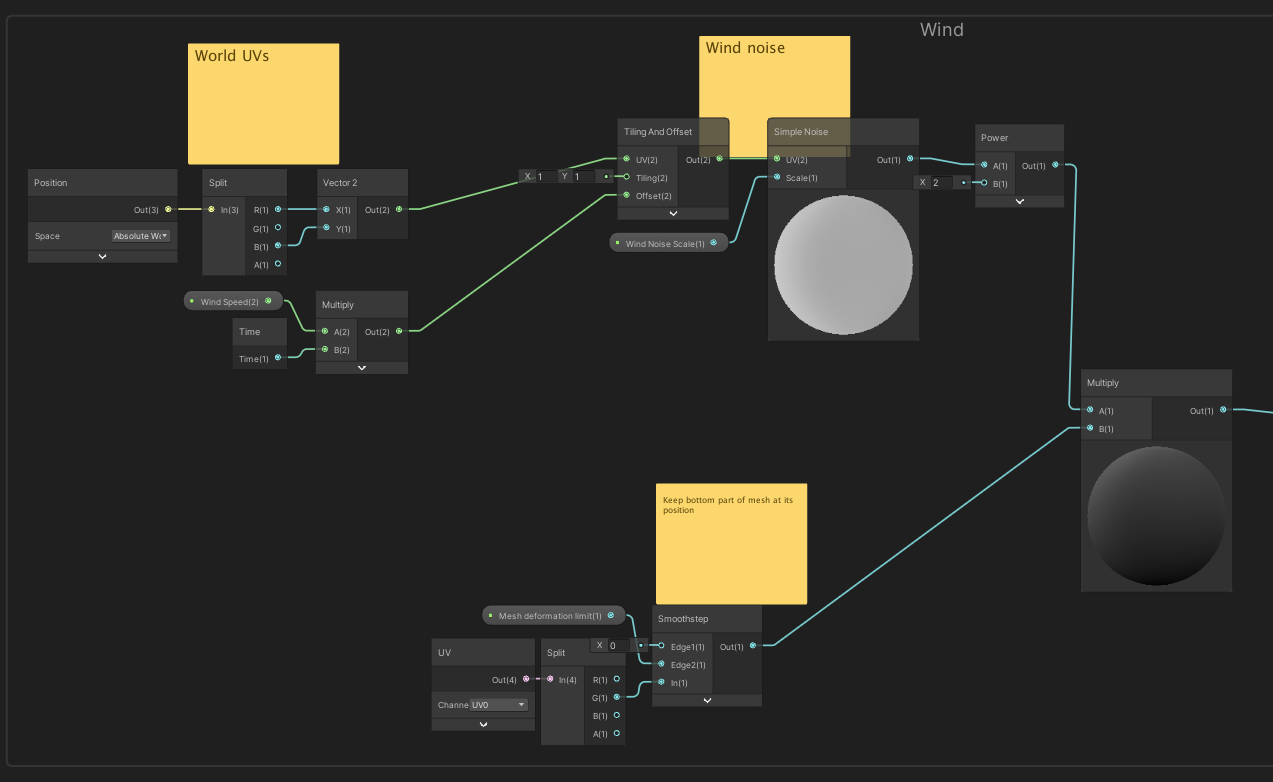 Wind
World UVs
Wind noise
Position
Out(3)
Space
Absolute Wo
Split
In(3)
R(1)
G(1)
B(1)
A(1)
Vector 2
X(1)
Out(2)
Y(1)
Wind Speed(2)
Time
Time(1)
Multiply
A(2)
Out(2)
B(2)
Tiling And Offset
UV(2)
Out(2)
X 1 Y 1
Tiling(2)
Offset(2)
Wind Noise Scale(1)
Simple Noise
UV(2)
Out(1)
Scale(1)
Power
A(1)
Out(1)
X 2
B(1)
Multiply
A(1)
Out(1)
B(1)
Keep bottom part of mesh at its
position
Mesh deformation limit(1)
UV
Out(4)
Channe
UV0
Split
In(4)
R(1)
G(1)
B(1)
A(1)
Smoothstep
X 0
Edge1(1)
Out(1)
Edge2(1)
In(1)